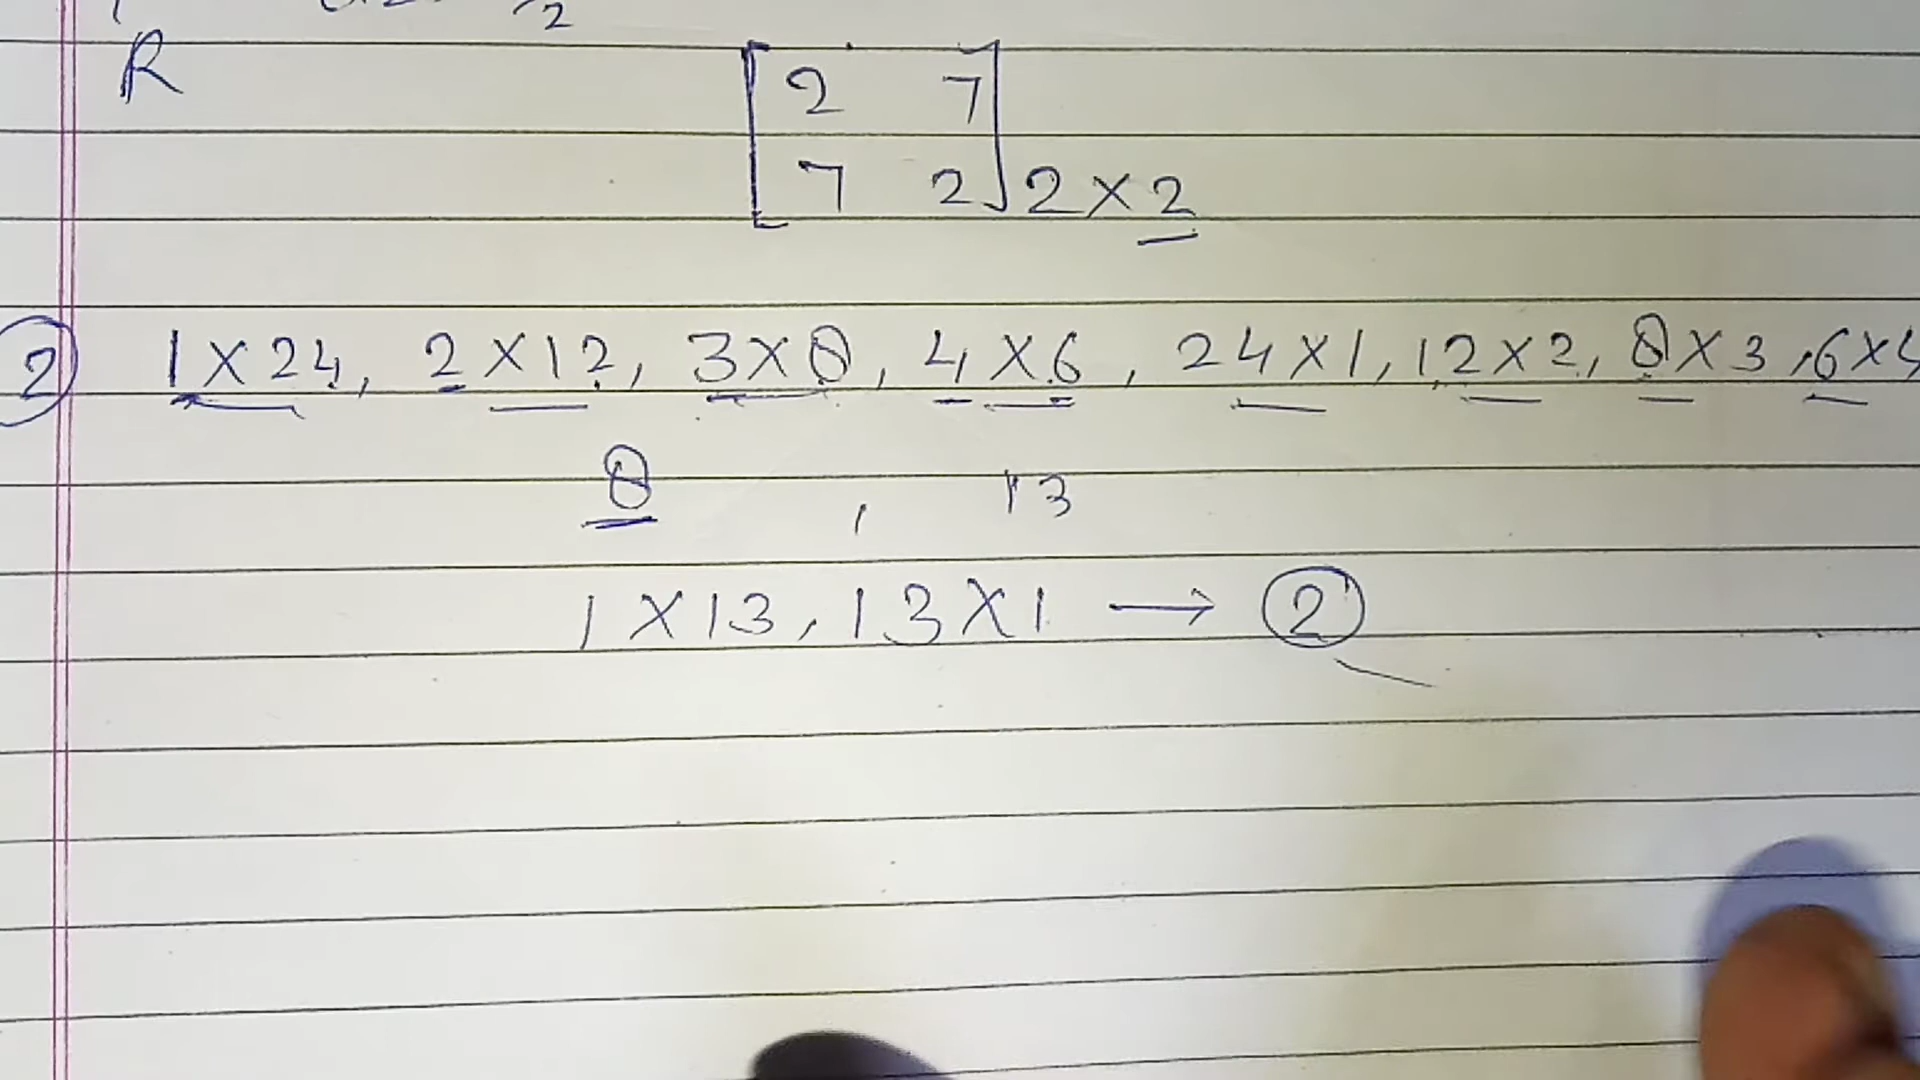 R
2 7
7 2 2 × 2
2 1 × 24, 2 × 12, 3 × 8, 4 × 6, 24 × 1, 12 × 2, 8 × 3, 6 × 4
8 , 13
1 × 13, 13 × 1 → 2